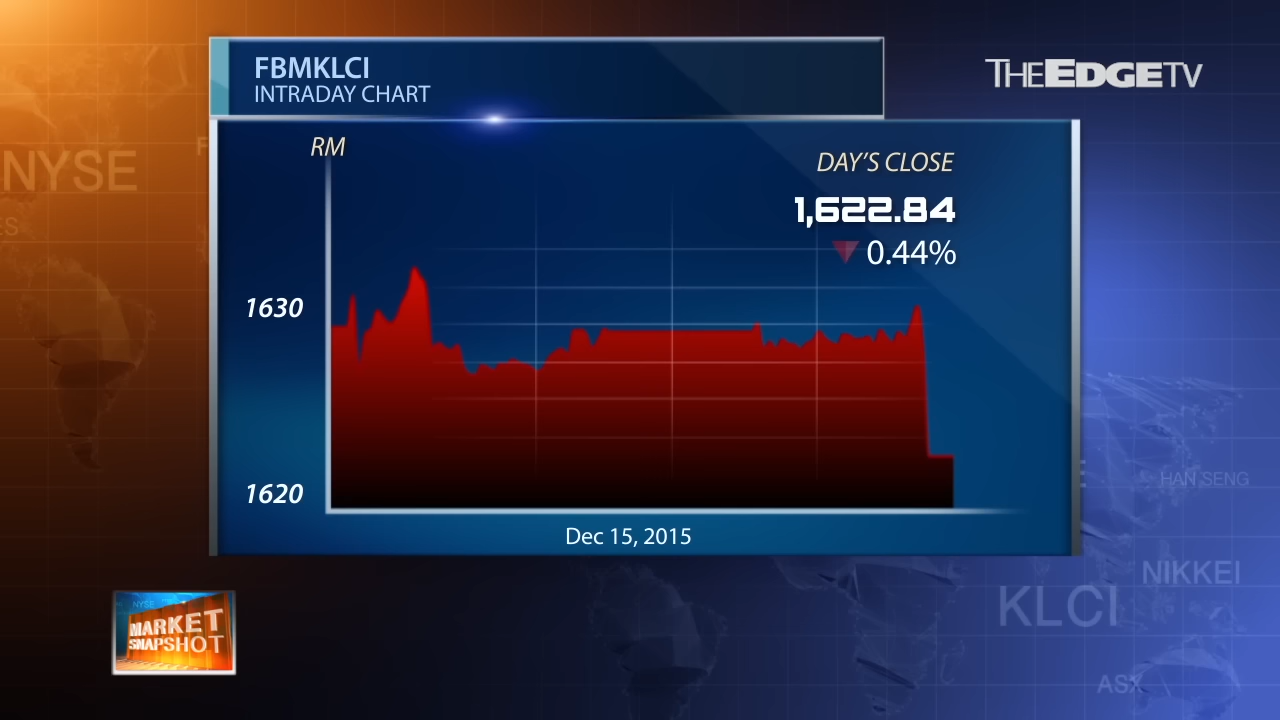 FBMKLCI
INTRADAY CHART
THEEDGETV
RM
DAY'S CLOSE
1,622.84
0.44%
1630
1620
Dec 15, 2015
NYSE
HAN SENG
NIKKEI
KLCI
ASX
NYSE
MARKET
SNAPSHOT